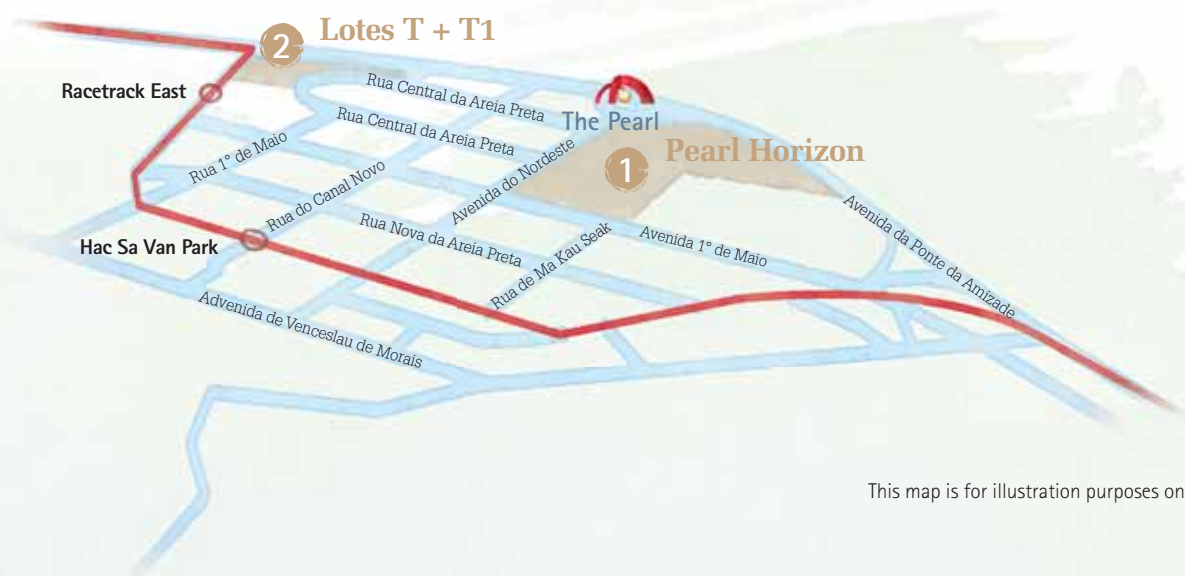 2 Lotes T + T1
Racetrack East
Rua Central da Areia Preta
The Pearl
Rua Central da Areia Preta
1 Pearl Horizon
Rua 1° de Maio
Avenida do Nordeste
Rua do Canal Novo
Avenida da Ponte da Amizade
Hac Sa Van Park
Rua Nova da Areia Preta
Rua de Ma Kau Seak
Avenida 1° de Maio
Advenida de Venceslau de Morais
This map is for illustration purposes on